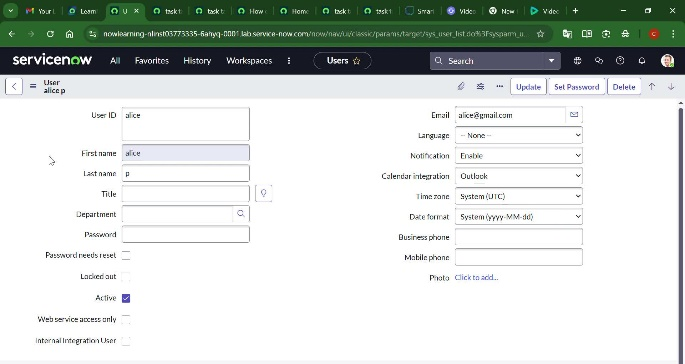 Your I
Learn
U
task t
task t
How
Home
task t
task t
Smart
Video
Now
Video
nowlearning-nlinst03773335-6anyq-0001.lab.service-now.com/now/nav/ui/classic/params/target/sys_user_list.do%3Fsysparm_u...
C
servicenow All Favorites History Workspaces Users Search
User
alice p
Update Set Password Delete
User ID alice
First name alice
Last name p
Title
Department
Password
Password needs reset
Locked out
Active
Web service access only
Internal Integration User
Email alice@gmail.com
Language -- None --
Notification Enable
Calendar integration Outlook
Time zone System (UTC)
Date format System (yyyy-MM-dd)
Business phone
Mobile phone
Photo Click to add...